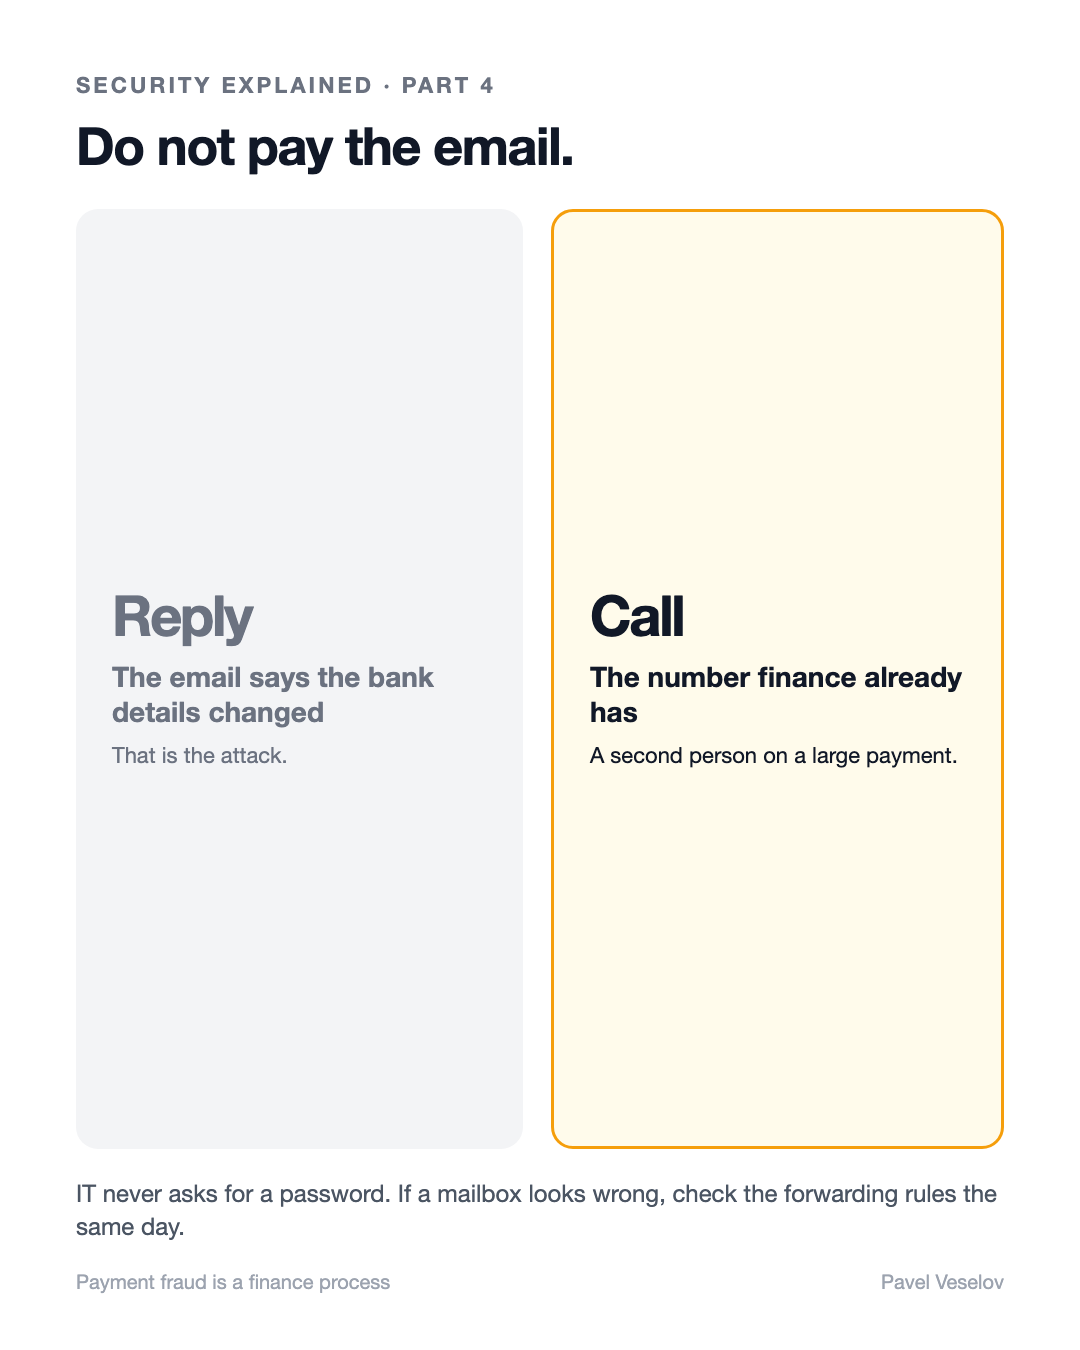 SECURITY EXPLAINED · PART 4
Do not pay the email.
Reply
The email says the bank
details changed
That is the attack.
Call
The number finance already
has
A second person on a large payment.
IT never asks for a password. If a mailbox looks wrong, check the forwarding rules the
same day.
Payment fraud is a finance process
Pavel Veselov